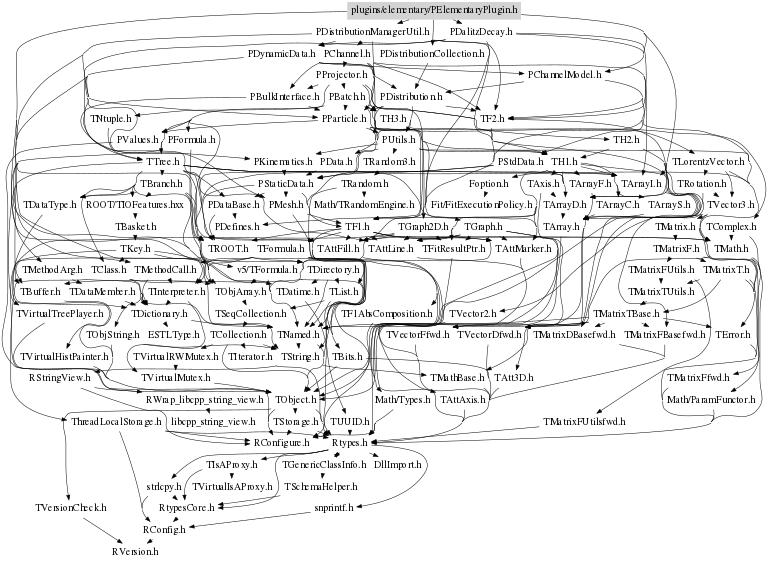 plugins/elementary/PElementaryPlugin.h
PDistributionManagerUtil.h PDalitzDecay.h
PDynamicData.h PChannel.h PDistributionCollection.h
PProjector.h PChannelModel.h
PBulkInterface.h PBatch.h PDistribution.h
TNtuple.h PParticle.h TH3.h TF2.h
PValues.h PFormula.h PUtils.h TH2.h
TTree.h PKinematics.h PData.h TRandom3.h PStdData.h TH1.h TLorentzVector.h
TBranch.h PStaticData.h TRandom.h Foption.h TAxis.h TArrayF.h TArrayI.h TRotation.h
TDataType.h ROOT/TIOFeatures.hxx PDataBase.h PMesh.h Math/TRandomEngine.h Fit/FitExecutionPolicy.h TArrayD.h TArrayC.h TArrayS.h TVector3.h
TBasket.h PDefines.h TF1.h TGraph2D.h TGraph.h TArray.h TMatrix.h TComplex.h
TKey.h TROOT.h TFormula.h TAttFill.h TAttLine.h TFitResultPtr.h TAttMarker.h TMatrixF.h TMath.h
TMethodArg.h TClass.h TMethodCall.h v5/TFormula.h TDirectory.h TMatrixFUtils.h TMatrixT.h
TBuffer.h TDataMember.h TInterpreter.h TObjArray.h TDatime.h TList.h TMatrixTUtils.h
TVirtualTreePlayer.h TDictionary.h TSeqCollection.h TF1AbsComposition.h TVector2.h TMatrixTBase.h
TObjString.h ESTLType.h TCollection.h TNamed.h TVectorFfwd.h TVectorDfwd.h TMatrixDBasefwd.h TMatrixFBasefwd.h TError.h
TVirtualHistPainter.h TVirtualRWMutex.h TIterator.h TString.h TBits.h
RStringView.h TVirtualMutex.h TMathBase.h TAtt3D.h TMatrixFfwd.h
RWrap_libcpp_string_view.h TObject.h Math/Types.h TAttAxis.h Math/ParamFunctor.h
ThreadLocalStorage.h libcpp_string_view.h TStorage.h TUUID.h TMatrixFUtilsfwd.h
RConfigure.h Rtypes.h
TIsAProxy.h TGenericClassInfo.h DllImport.h
strlcpy.h TVirtualIsAProxy.h TSchemaHelper.h
TVersionCheck.h RtypesCore.h snprintf.h
RConfig.h
RVersion.h